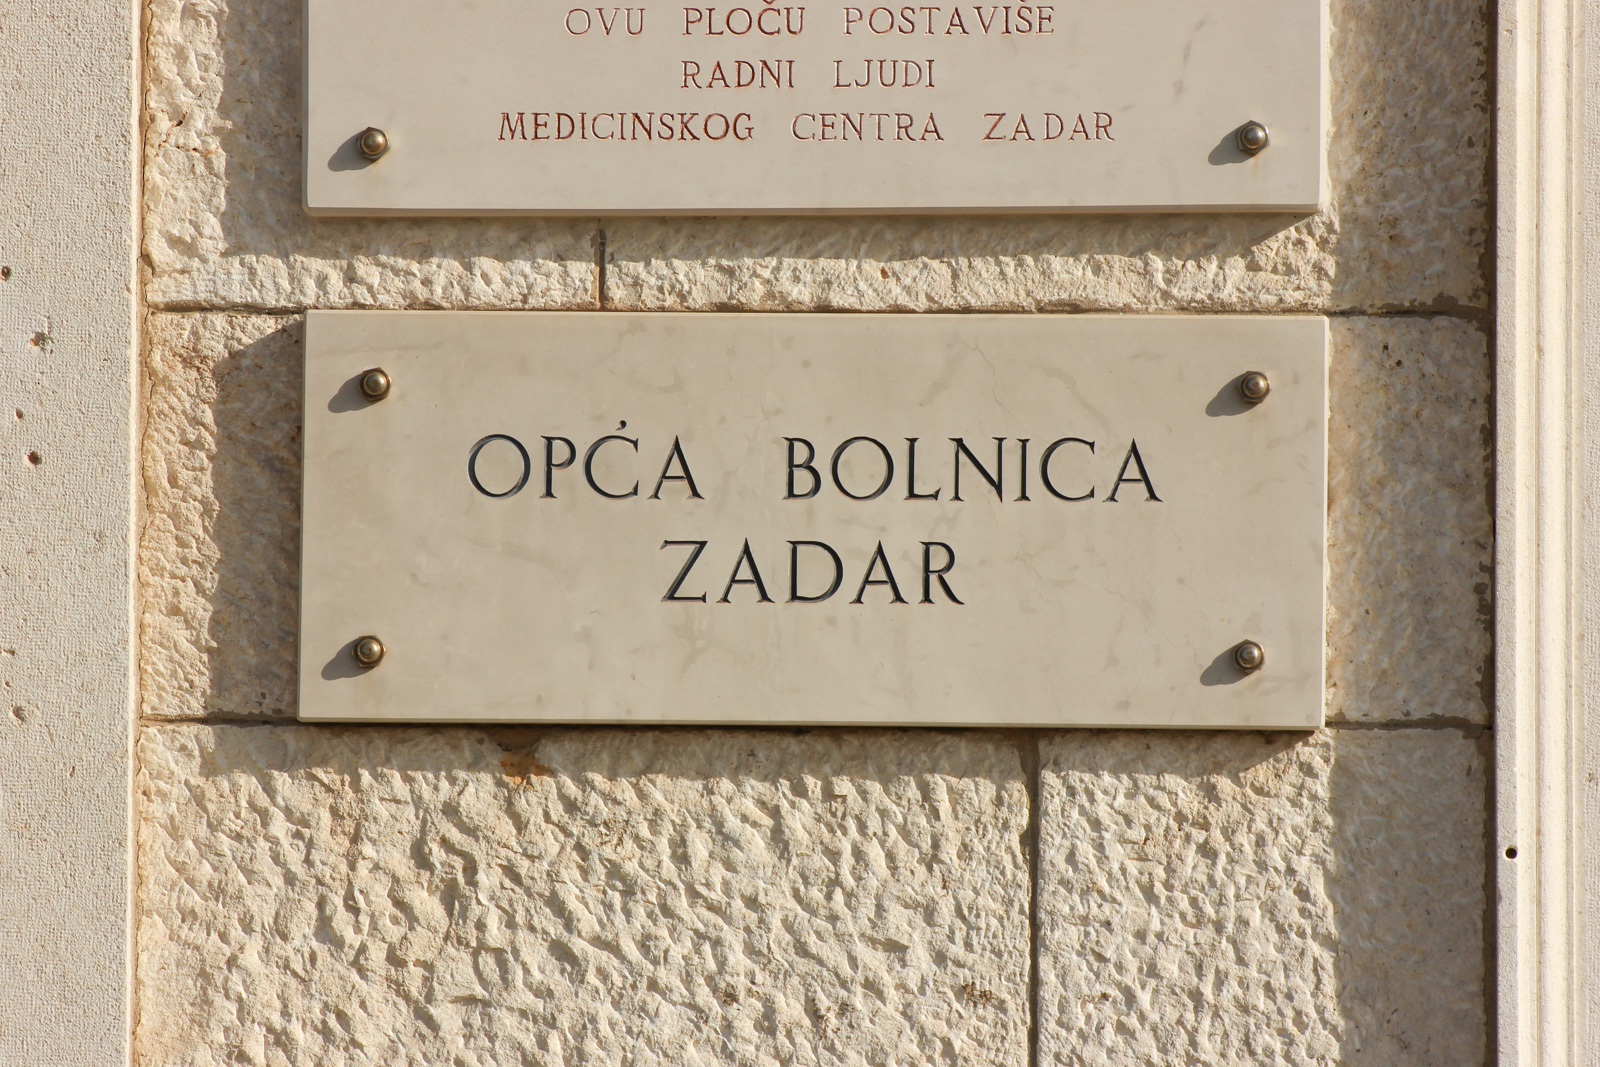 OVU PLOČU POSTAVIŠE
RADNI LJUDI
MEDICINSKOG CENTRA ZADAR
OPĆA BOLNICA
ZADAR